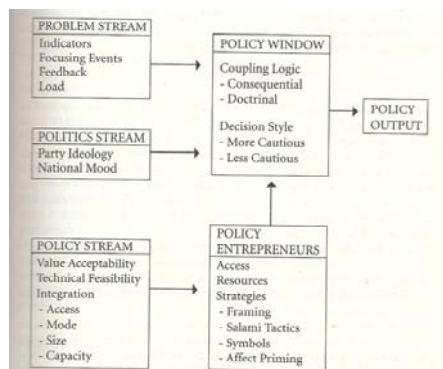 PROBLEM STREAM
Indicators
Focusing Events
Feedback
Load
POLITICS STREAM
Party Ideology
National Mood
POLICY STREAM
Value Acceptability
Technical Feasibility
Integration
- Access
- Mode
- Size
- Capacity
POLICY WINDOW
Coupling Logic
- Consequential
- Doctrinal
Decision Style
- More Cautious
- Less Cautious
POLICY
ENTREPRENEURS
Access
Resources
Strategies
- Framing
- Salami Tactics
- Symbols
- Affect Priming
POLICY
OUTPUT